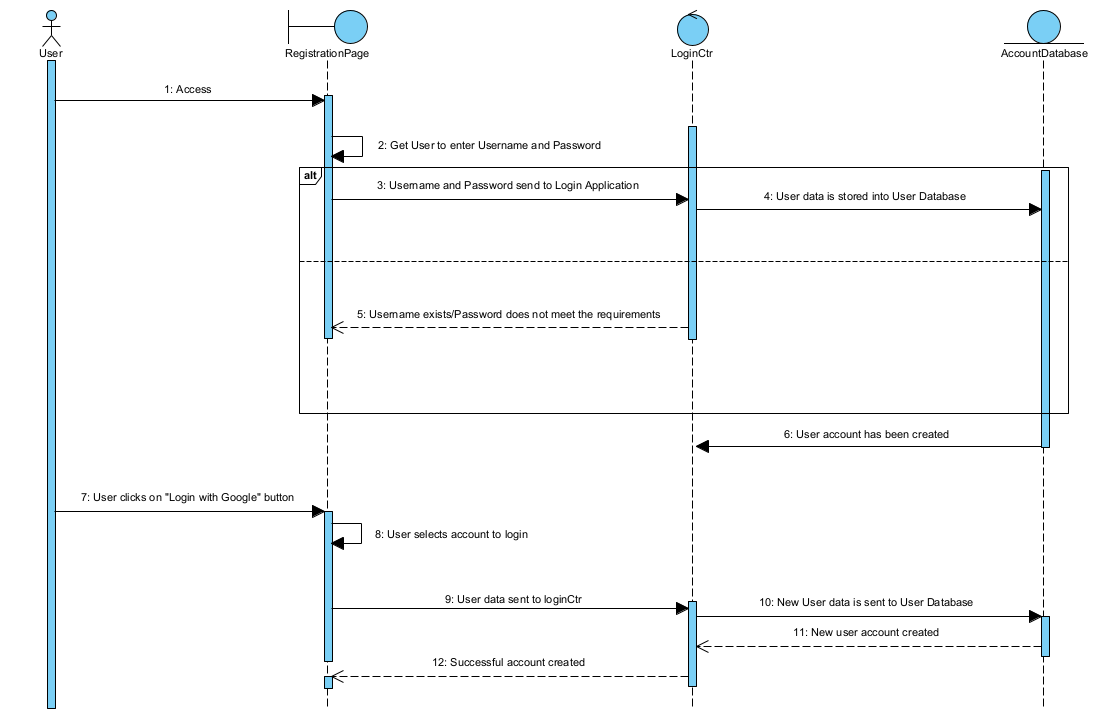 User
RegistrationPage
LoginCtr
AccountDatabase
1: Access
2: Get User to enter Username and Password
alt
3: Username and Password send to Login Application
4: User data is stored into User Database
5: Username exists/Password does not meet the requirements
6: User account has been created
7: User clicks on "Login with Google" button
8: User selects account to login
9: User data sent to loginCtr
10: New User data is sent to User Database
11: New user account created
12: Successful account created